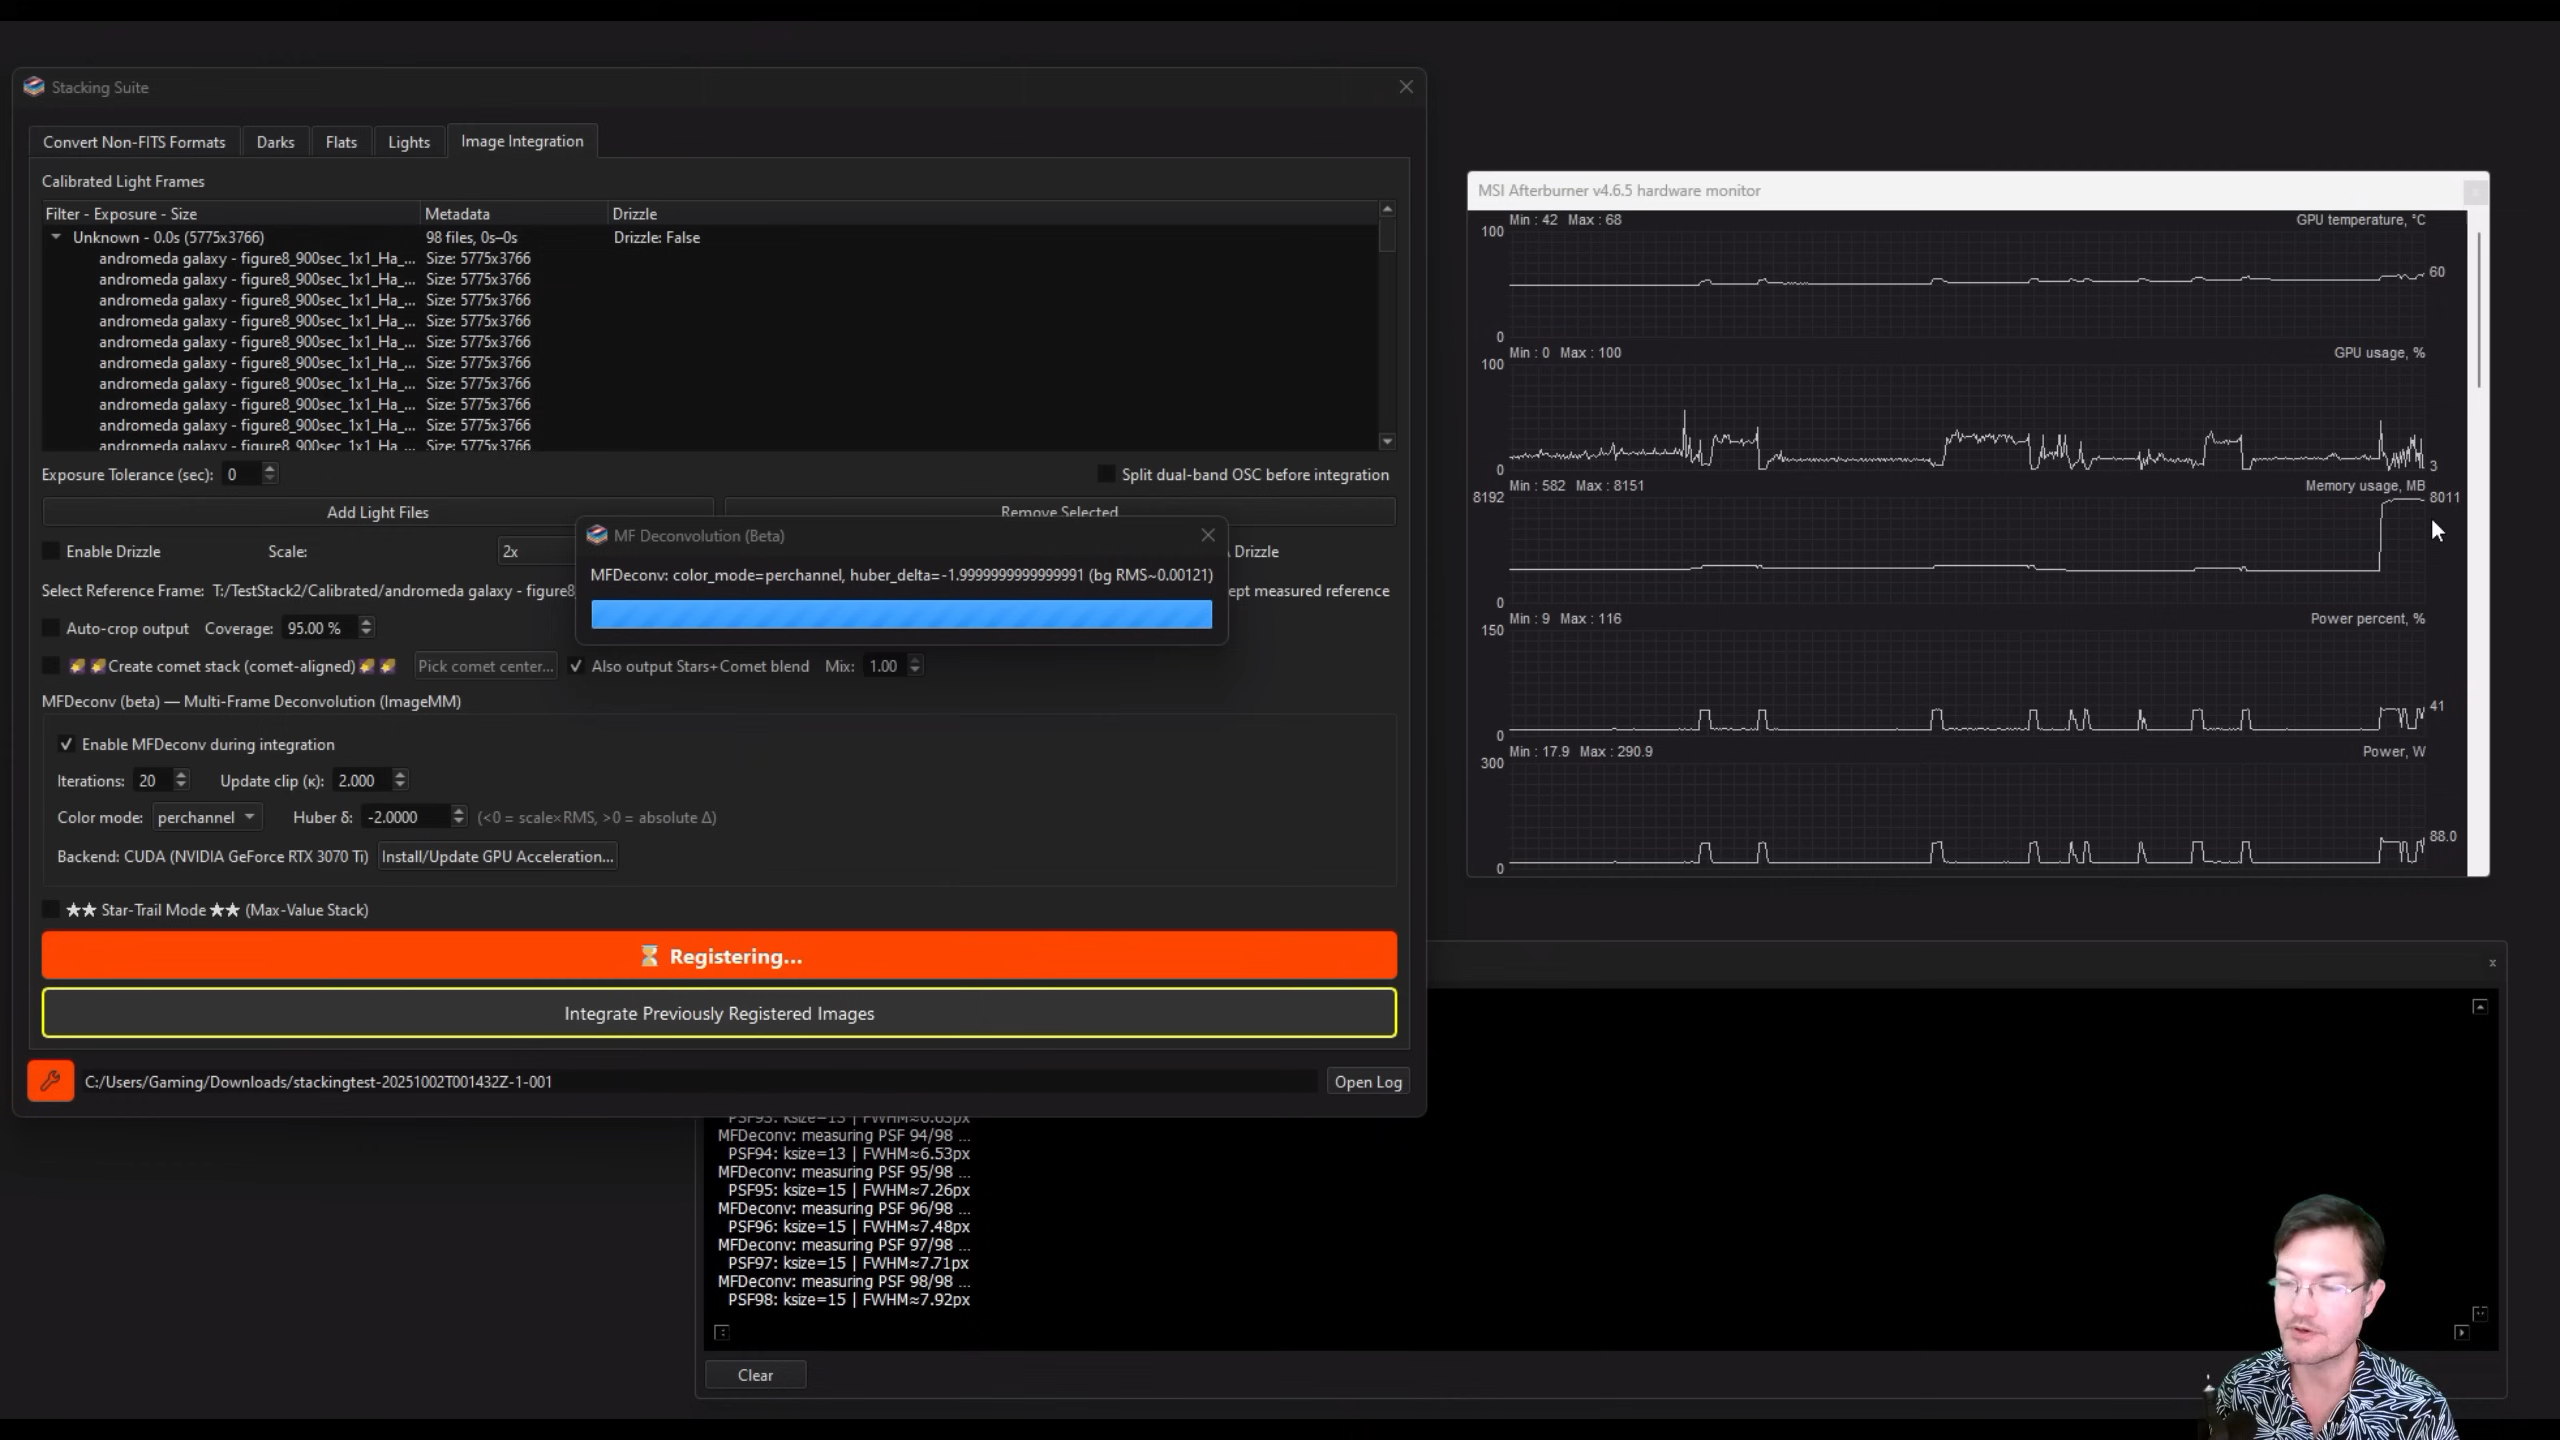 Stacking Suite
Convert Non-FITS Formats
Darks
Flats
Lights
Image Integration
Calibrated Light Frames
Filter - Exposure - Size Metadata Drizzle
Unknown - 0.0s (5775x3766) 98 files, 0s–0s Drizzle: False
andromeda galaxy - figure8_900sec_1x1_Ha_... Size: 5775x3766
andromeda galaxy - figure8_900sec_1x1_Ha_... Size: 5775x3766
andromeda galaxy - figure8_900sec_1x1_Ha_... Size: 5775x3766
andromeda galaxy - figure8_900sec_1x1_Ha_... Size: 5775x3766
andromeda galaxy - figure8_900sec_1x1_Ha_... Size: 5775x3766
andromeda galaxy - figure8_900sec_1x1_Ha_... Size: 5775x3766
andromeda galaxy - figure8_900sec_1x1_Ha_... Size: 5775x3766
andromeda galaxy - figure8_900sec_1x1_Ha_... Size: 5775x3766
andromeda galaxy - figure8_900sec_1x1_Ha_... Size: 5775x3766
andromeda galaxy - figure8_900sec_1x1_Ha_... Size: 5775x3766
Exposure Tolerance (sec): 0 Split dual-band OSC before integration
Add Light Files Remove Selected
Enable Drizzle Scale: 2x Drizzle
MF Deconvolution (Beta)
MFDeconv: color_mode=perchannel, huber_delta=-1.9999999999999991 (bg RMS~0.00121)
Select Reference Frame: T:/TestStack2/Calibrated/andromeda galaxy - figure8 ept measured reference
Auto-crop output Coverage: 95.00 %
Create comet stack (comet-aligned) Pick comet center... Also output Stars+Comet blend Mix: 1.00
MFDeconv (beta) — Multi-Frame Deconvolution (ImageMM)
Enable MFDeconv during integration
Iterations: 20 Update clip (κ): 2.000
Color mode: perchannel Huber δ: -2.0000 (<0 = scale×RMS, >0 = absolute Δ)
Backend: CUDA (NVIDIA GeForce RTX 3070 Ti) Install/Update GPU Acceleration...
★★ Star-Trail Mode ★★ (Max-Value Stack)
Registering...
Integrate Previously Registered Images
C:/Users/Gaming/Downloads/stackingtest-20251002T001432Z-1-001 Open Log
MSI Afterburner v4.6.5 hardware monitor
Min : 42 Max : 68 GPU temperature, °C
100
60
0
Min : 0 Max : 100 GPU usage, %
100
3
0
Min : 582 Max : 8151 Memory usage, MB
8192 8011
0
Min : 9 Max : 116 Power percent, %
150
41
0
Min : 17.9 Max : 290.9 Power, W
300
88.0
0
PSF93: ksize=13 | FWHM≈6.63px
MFDeconv: measuring PSF 94/98 ...
PSF94: ksize=13 | FWHM≈6.53px
MFDeconv: measuring PSF 95/98 ...
PSF95: ksize=15 | FWHM≈7.26px
MFDeconv: measuring PSF 96/98 ...
PSF96: ksize=15 | FWHM≈7.48px
MFDeconv: measuring PSF 97/98 ...
PSF97: ksize=15 | FWHM≈7.71px
MFDeconv: measuring PSF 98/98 ...
PSF98: ksize=15 | FWHM≈7.92px
Clear